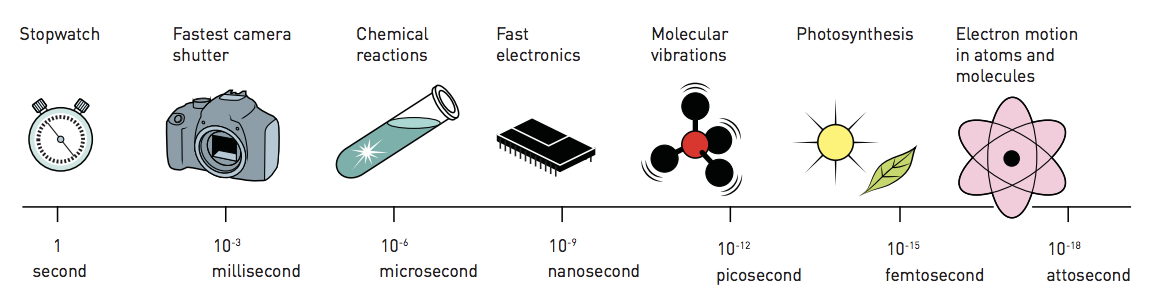 Stopwatch
Fastest camera
shutter
Chemical
reactions
Fast
electronics
Molecular
vibrations
Photosynthesis
Electron motion
in atoms and
molecules
1
second
10⁻³
millisecond
10⁻⁶
microsecond
10⁻⁹
nanosecond
10⁻¹²
picosecond
10⁻¹⁵
femtosecond
10⁻¹⁸
attosecond